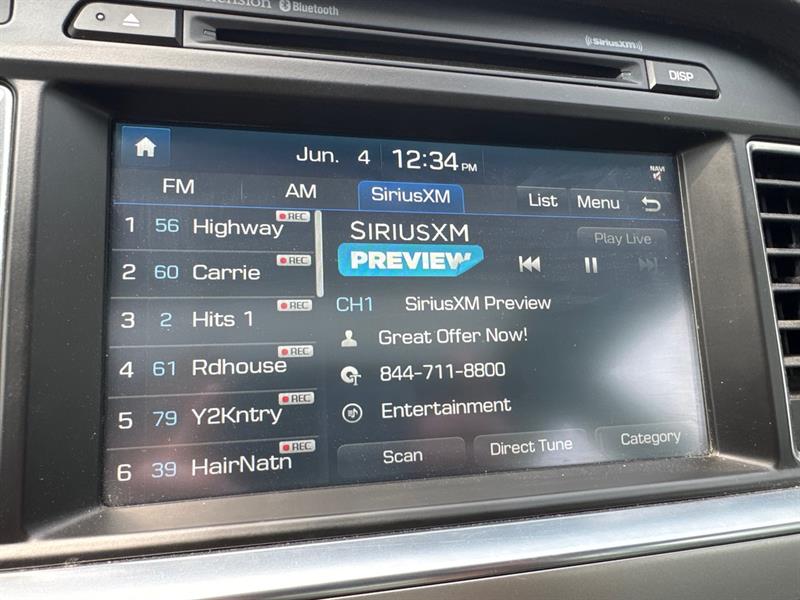 Bluetooth
SiriusXM
DISP
Jun. 4 12:34 PM
NAVI
FM AM SiriusXM List Menu
1 56 Highway REC
2 60 Carrie REC
3 2 Hits 1 REC
4 61 Rdhouse REC
5 79 Y2Kntry REC
6 39 HairNatn REC
SIRIUSXM
PREVIEW
Play Live
CH1 SiriusXM Preview
Great Offer Now!
844-711-8800
Entertainment
Scan Direct Tune Category